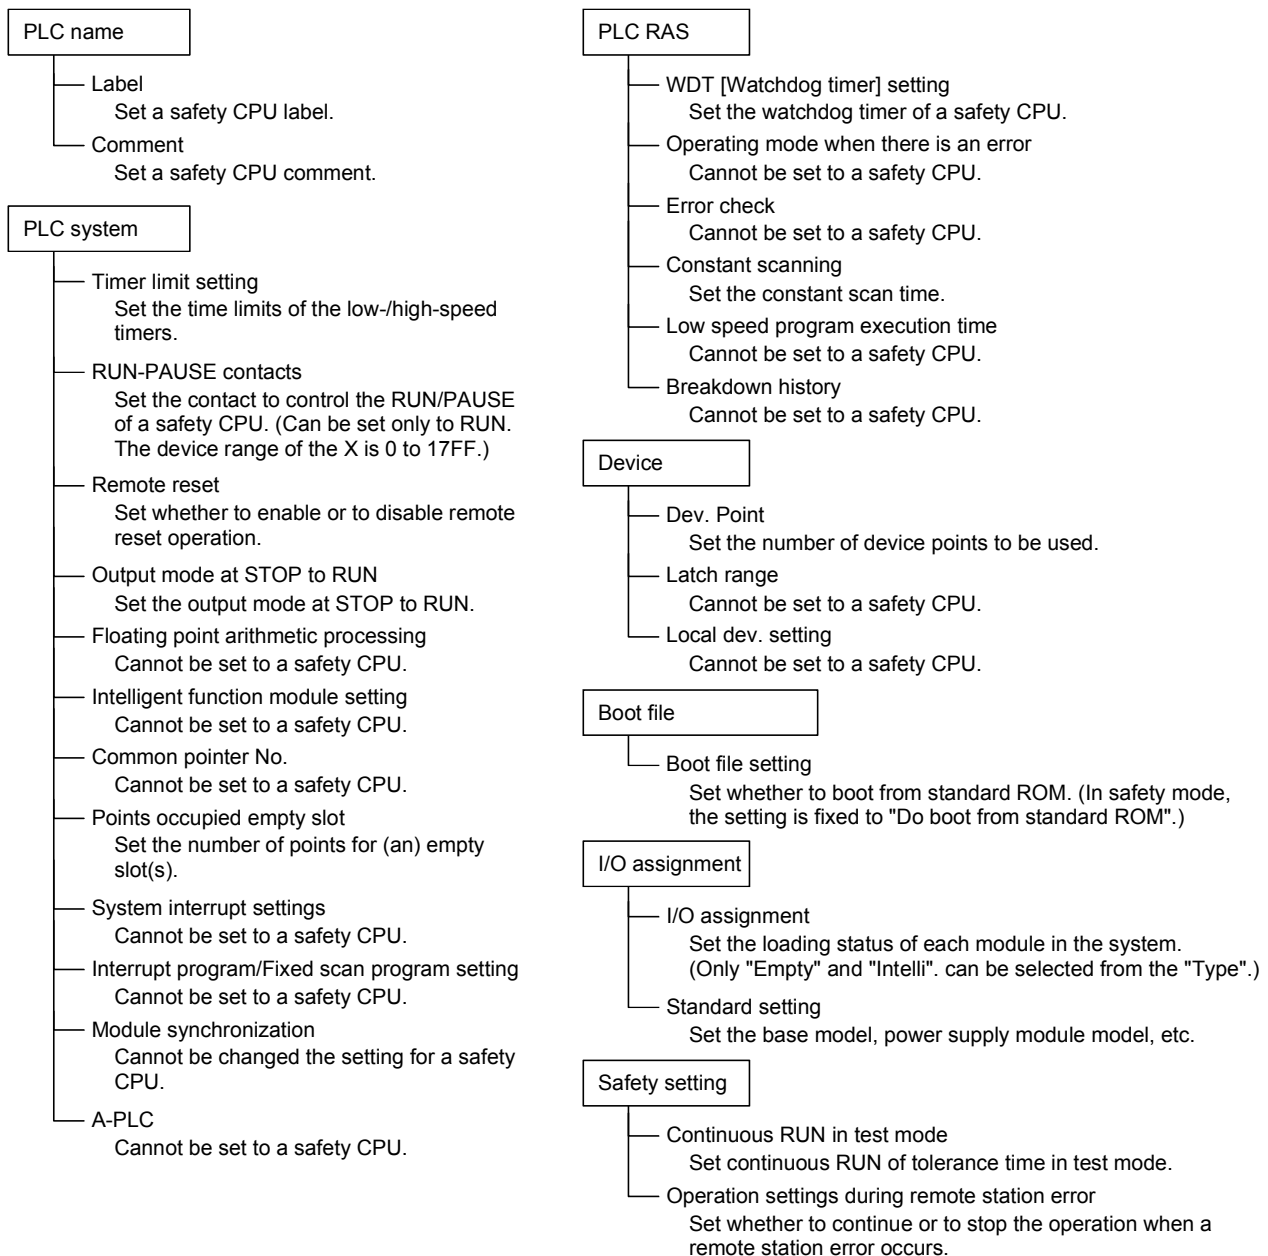 PLC name
Label
Set a safety CPU label.
Comment
Set a safety CPU comment.
PLC system
Timer limit setting
Set the time limits of the low-/high-speed
timers.
RUN-PAUSE contacts
Set the contact to control the RUN/PAUSE
of a safety CPU. (Can be set only to RUN.
The device range of the X is 0 to 17FF.)
Remote reset
Set whether to enable or to disable remote
reset operation.
Output mode at STOP to RUN
Set the output mode at STOP to RUN.
Floating point arithmetic processing
Cannot be set to a safety CPU.
Intelligent function module setting
Cannot be set to a safety CPU.
Common pointer No.
Cannot be set to a safety CPU.
Points occupied empty slot
Set the number of points for (an) empty
slot(s).
System interrupt settings
Cannot be set to a safety CPU.
Interrupt program/Fixed scan program setting
Cannot be set to a safety CPU.
Module synchronization
Cannot be changed the setting for a safety
CPU.
A-PLC
Cannot be set to a safety CPU.
PLC RAS
WDT [Watchdog timer] setting
Set the watchdog timer of a safety CPU.
Operating mode when there is an error
Cannot be set to a safety CPU.
Error check
Cannot be set to a safety CPU.
Constant scanning
Set the constant scan time.
Low speed program execution time
Cannot be set to a safety CPU.
Breakdown history
Cannot be set to a safety CPU.
Device
Dev. Point
Set the number of device points to be used.
Latch range
Cannot be set to a safety CPU.
Local dev. setting
Cannot be set to a safety CPU.
Boot file
Boot file setting
Set whether to boot from standard ROM. (In safety mode,
the setting is fixed to "Do boot from standard ROM".)
I/O assignment
I/O assignment
Set the loading status of each module in the system.
(Only "Empty" and "Intelli". can be selected from the "Type".)
Standard setting
Set the base model, power supply module model, etc.
Safety setting
Continuous RUN in test mode
Set continuous RUN of tolerance time in test mode.
Operation settings during remote station error
Set whether to continue or to stop the operation when a
remote station error occurs.